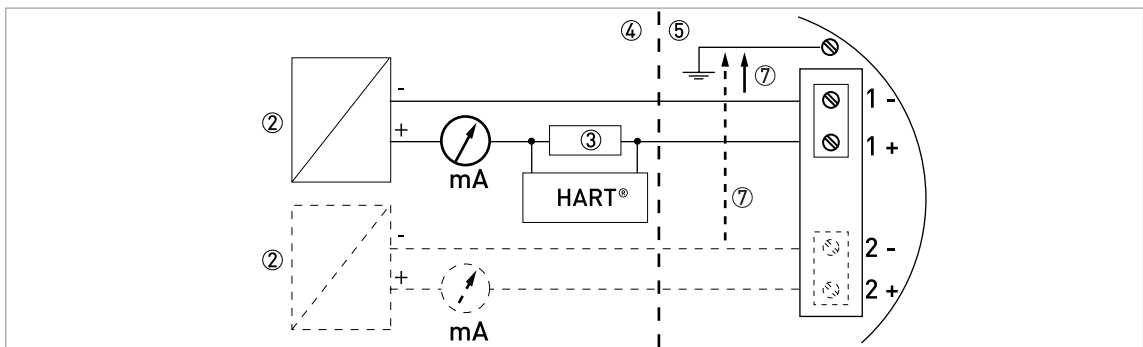 ④ ⑤
⑦
- 1 -
②
+ ③ 1 +
mA
HART®
⑦
- 2 -
②
+ 2 +
mA